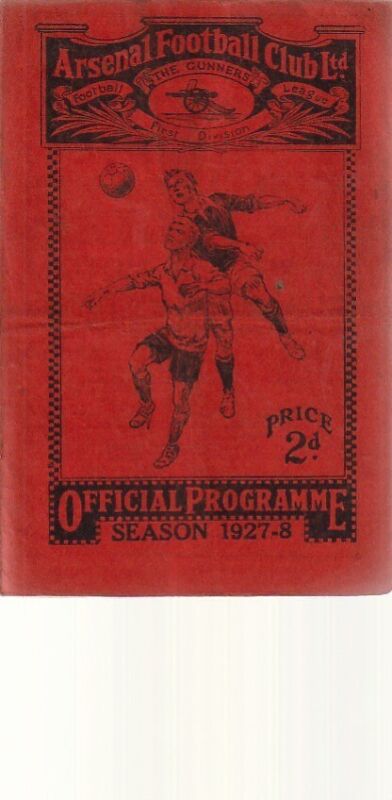 Arsenal Football Club Ltd.
THE GUNNERS
Football League
First Division
PRICE
2d.
OFFICIAL PROGRAMME
SEASON 1927-8